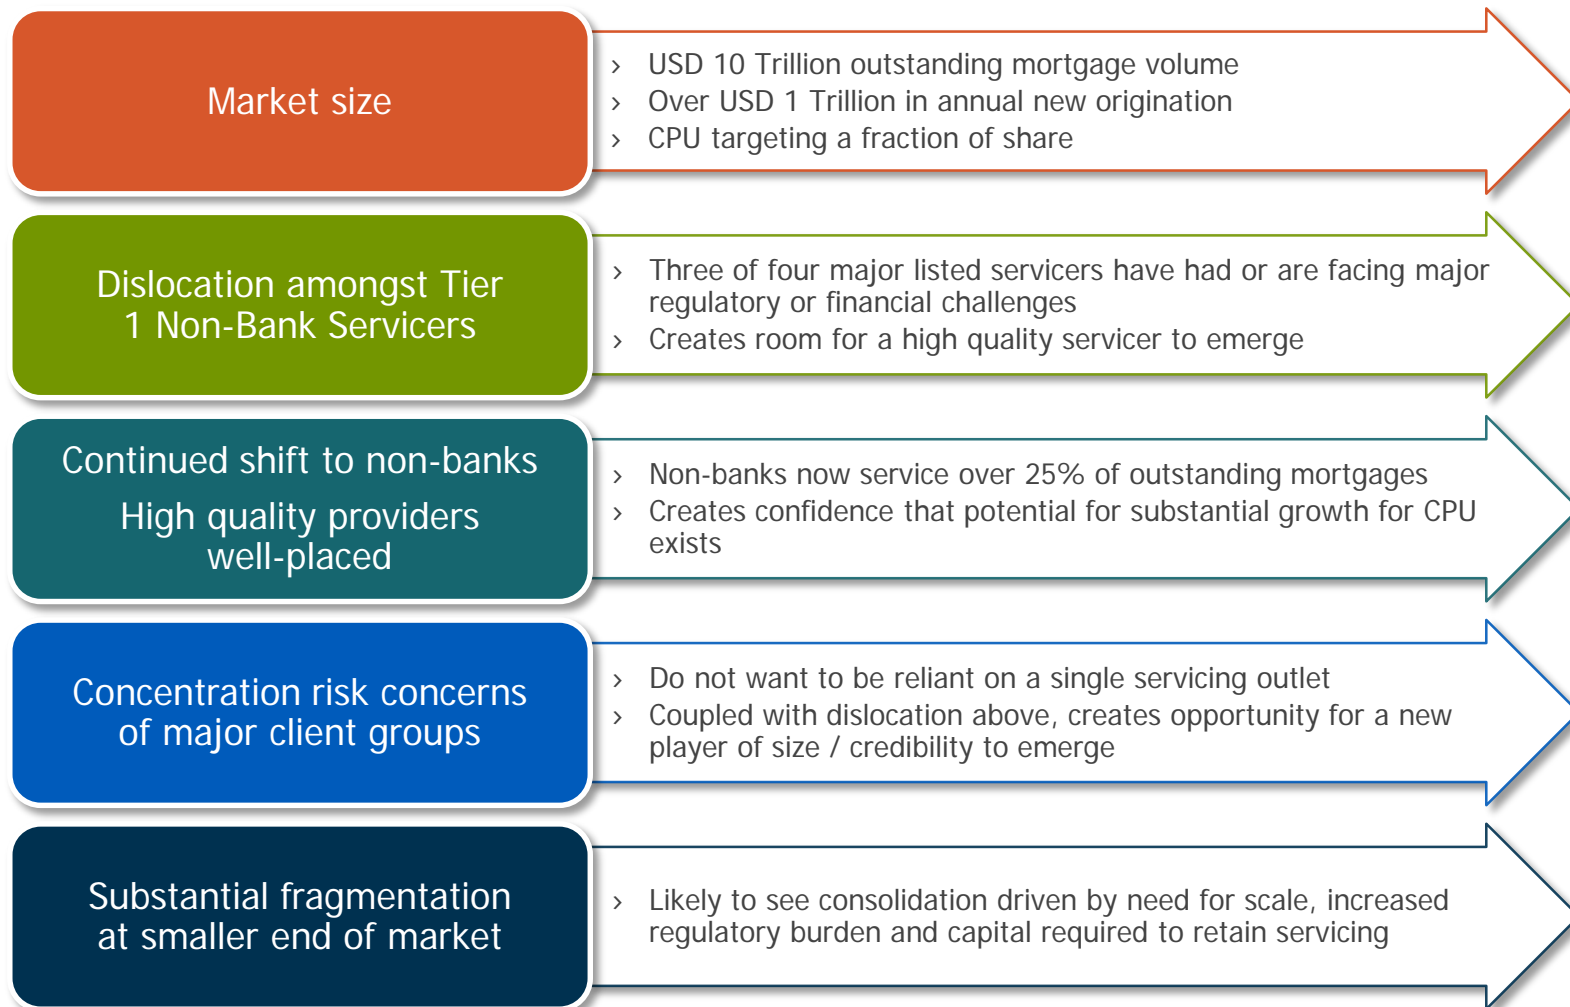 Market size
› USD 10 Trillion outstanding mortgage volume
› Over USD 1 Trillion in annual new origination
› CPU targeting a fraction of share
Dislocation amongst Tier
1 Non-Bank Servicers
› Three of four major listed servicers have had or are facing major
regulatory or financial challenges
› Creates room for a high quality servicer to emerge
Continued shift to non-banks
High quality providers
well-placed
› Non-banks now service over 25% of outstanding mortgages
› Creates confidence that potential for substantial growth for CPU
exists
Concentration risk concerns
of major client groups
› Do not want to be reliant on a single servicing outlet
› Coupled with dislocation above, creates opportunity for a new
player of size / credibility to emerge
Substantial fragmentation
at smaller end of market
› Likely to see consolidation driven by need for scale, increased
regulatory burden and capital required to retain servicing